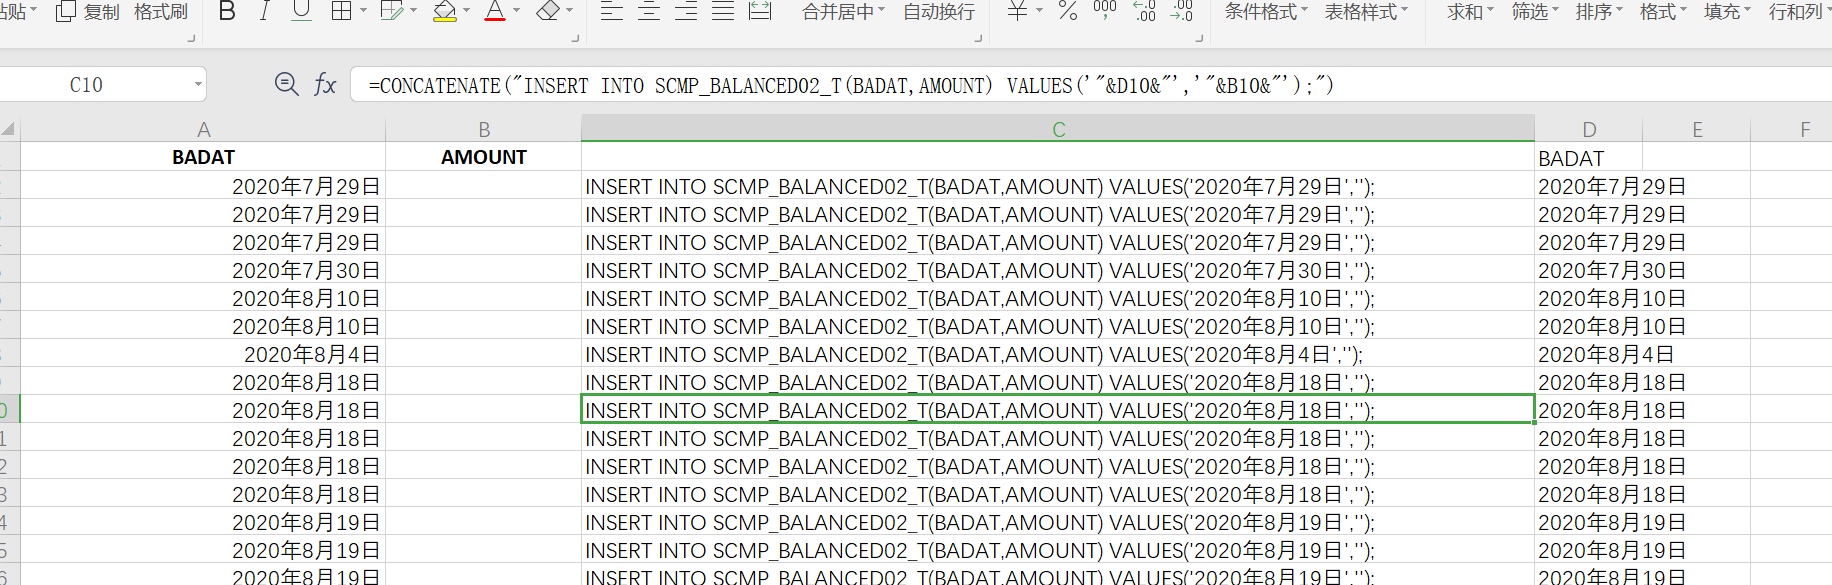 复制 格式刷 B I U A 合并居中 自动换行 ¥ % 000 条件格式 表格样式 求和 筛选 排序 格式 填充 行和列
C10 fx =CONCATENATE("INSERT INTO SCMP_BALANCED02_T(BADAT,AMOUNT) VALUES('"&D10&"','"&B10&"');")
A B C D E F
BADAT AMOUNT BADAT
2020年7月29日 INSERT INTO SCMP_BALANCED02_T(BADAT,AMOUNT) VALUES('2020年7月29日',''); 2020年7月29日
2020年7月29日 INSERT INTO SCMP_BALANCED02_T(BADAT,AMOUNT) VALUES('2020年7月29日',''); 2020年7月29日
2020年7月29日 INSERT INTO SCMP_BALANCED02_T(BADAT,AMOUNT) VALUES('2020年7月29日',''); 2020年7月29日
2020年7月30日 INSERT INTO SCMP_BALANCED02_T(BADAT,AMOUNT) VALUES('2020年7月30日',''); 2020年7月30日
2020年8月10日 INSERT INTO SCMP_BALANCED02_T(BADAT,AMOUNT) VALUES('2020年8月10日',''); 2020年8月10日
2020年8月10日 INSERT INTO SCMP_BALANCED02_T(BADAT,AMOUNT) VALUES('2020年8月10日',''); 2020年8月10日
2020年8月4日 INSERT INTO SCMP_BALANCED02_T(BADAT,AMOUNT) VALUES('2020年8月4日',''); 2020年8月4日
2020年8月18日 INSERT INTO SCMP_BALANCED02_T(BADAT,AMOUNT) VALUES('2020年8月18日',''); 2020年8月18日
2020年8月18日 INSERT INTO SCMP_BALANCED02_T(BADAT,AMOUNT) VALUES('2020年8月18日',''); 2020年8月18日
2020年8月18日 INSERT INTO SCMP_BALANCED02_T(BADAT,AMOUNT) VALUES('2020年8月18日',''); 2020年8月18日
2020年8月18日 INSERT INTO SCMP_BALANCED02_T(BADAT,AMOUNT) VALUES('2020年8月18日',''); 2020年8月18日
2020年8月18日 INSERT INTO SCMP_BALANCED02_T(BADAT,AMOUNT) VALUES('2020年8月18日',''); 2020年8月18日
2020年8月19日 INSERT INTO SCMP_BALANCED02_T(BADAT,AMOUNT) VALUES('2020年8月19日',''); 2020年8月19日
2020年8月19日 INSERT INTO SCMP_BALANCED02_T(BADAT,AMOUNT) VALUES('2020年8月19日',''); 2020年8月19日
2020年8月19日 INSERT INTO SCMP_BALANCED02_T(BADAT,AMOUNT) VALUES('2020年8月19日',''); 2020年8月19日